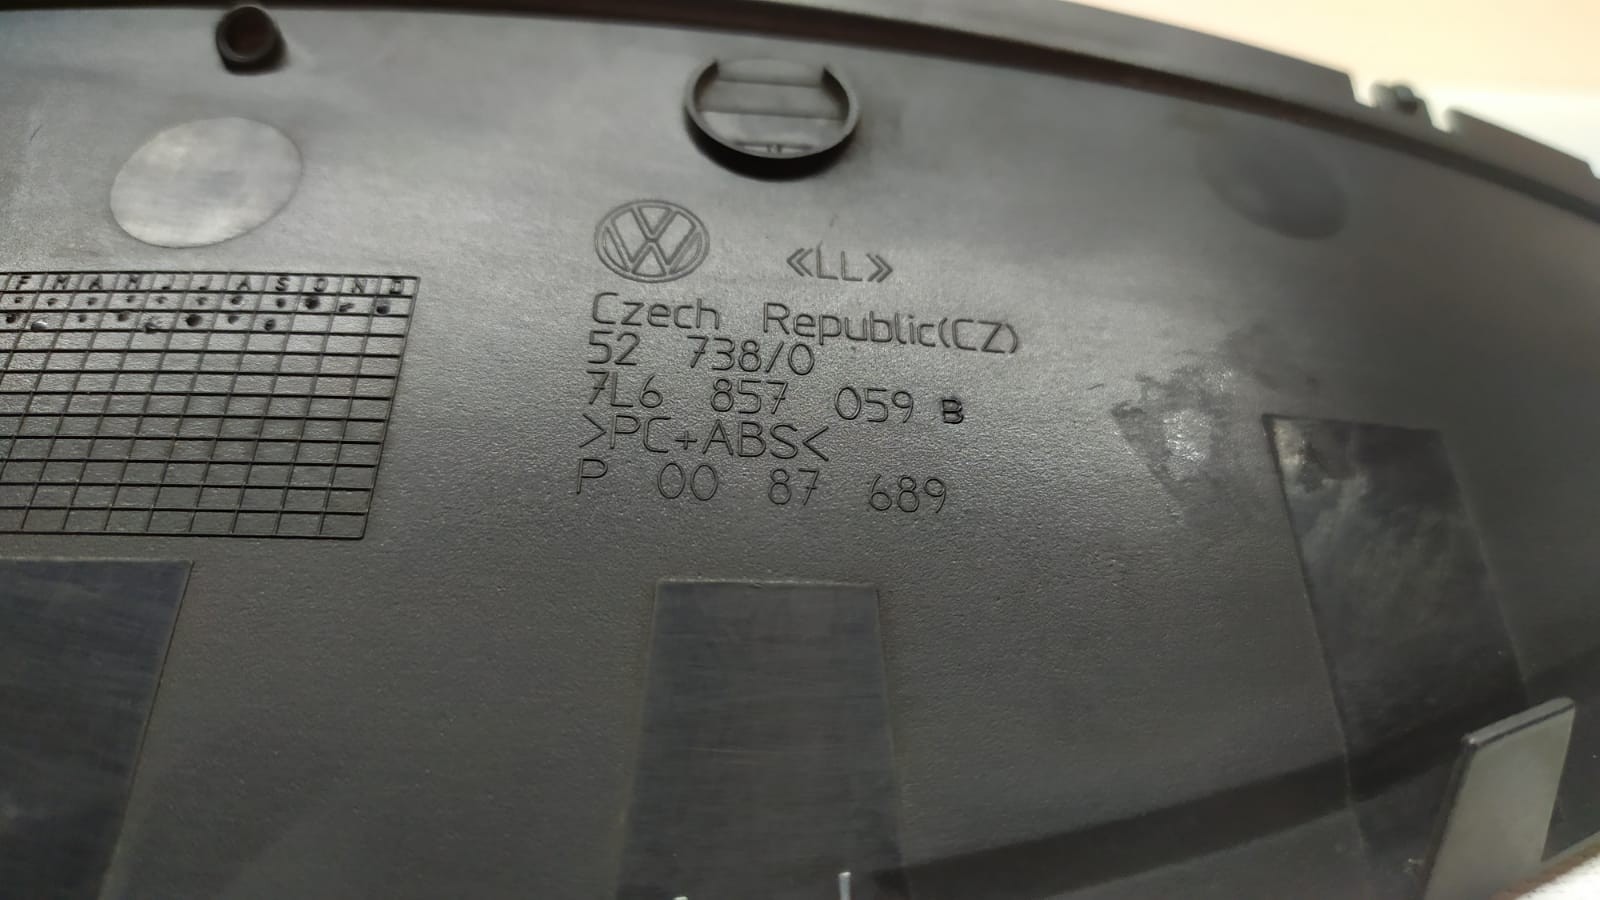 «LL»
F M A M J J A S O N D
Czech Republic(CZ)
52 738/0
7L6 857 059 B
>PC+ABS<
P 00 87 689